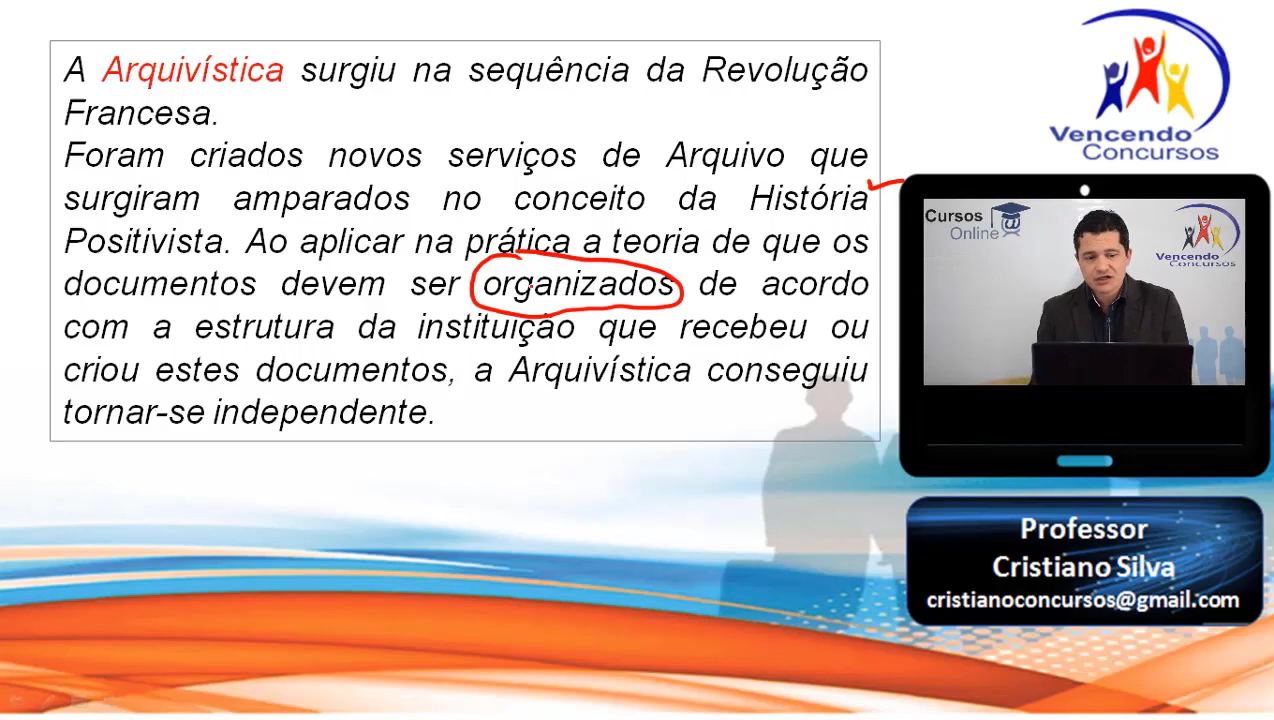 A Arquivística surgiu na sequência da Revolução
Francesa.
Foram criados novos serviços de Arquivo que
surgiram amparados no conceito da História
Positivista. Ao aplicar na prática a teoria de que os
documentos devem ser organizados de acordo
com a estrutura da instituição que recebeu ou
criou estes documentos, a Arquivística conseguiu
tornar-se independente.
Vencendo
Concursos
Cursos
Online
Vencendo
Concursos
Professor
Cristiano Silva
cristianoconcursos@gmail.com